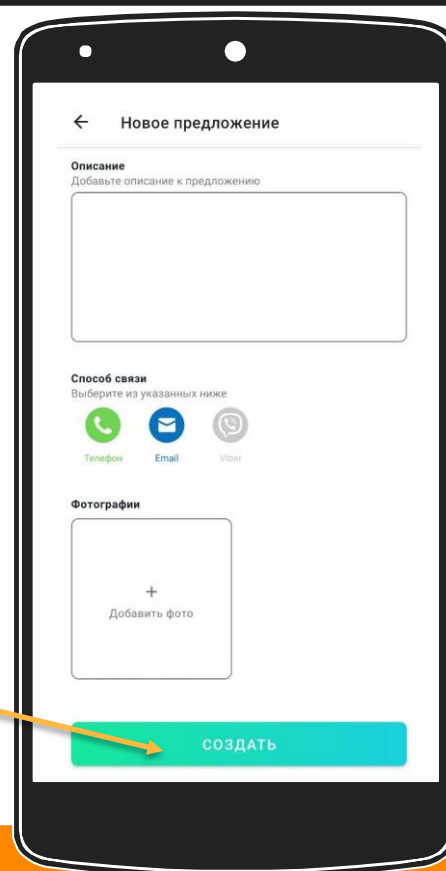 Новое предложение
Описание
Добавьте описание к предложению
Способ связи
Выберите из указанных ниже
Телефон Email Viber
Фотографии
+
Добавить фото
СОЗДАТЬ